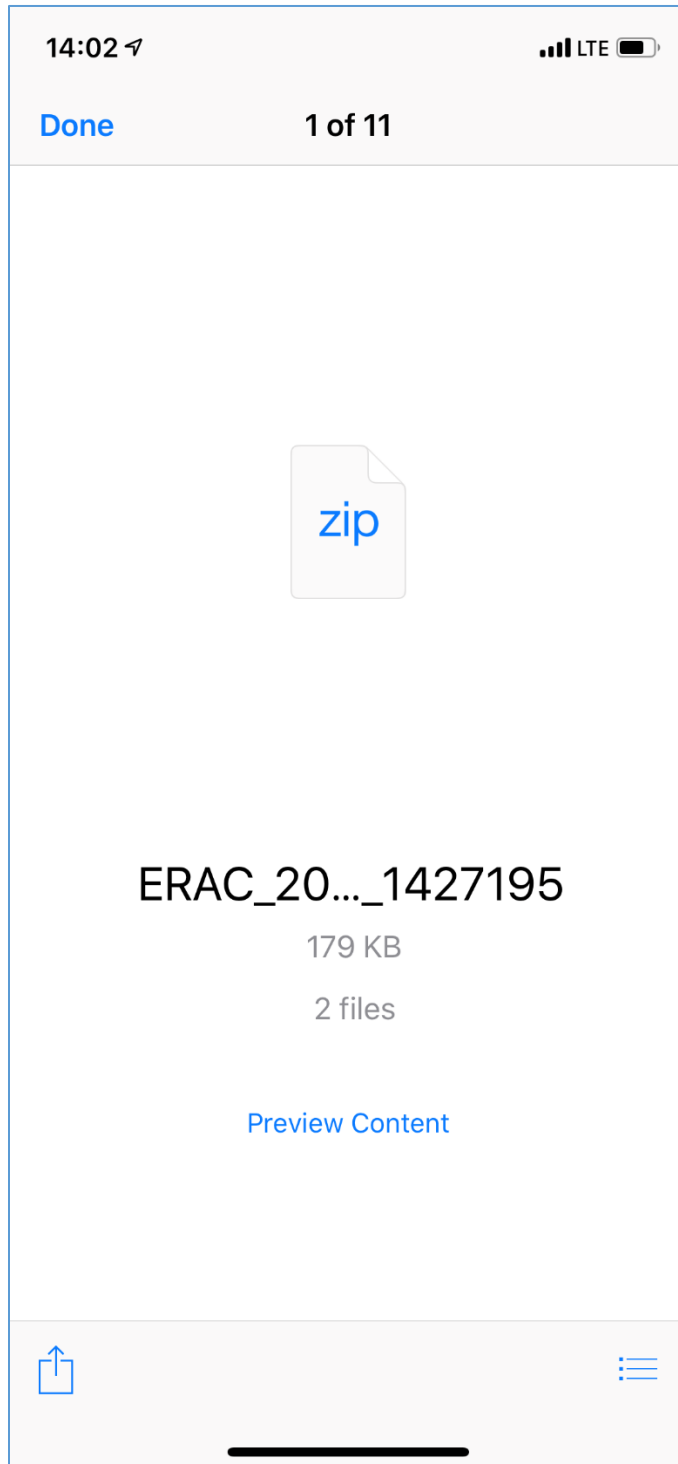 14:02
LTE
Done
1 of 11
zip
ERAC_20..._1427195
179 KB
2 files
Preview Content